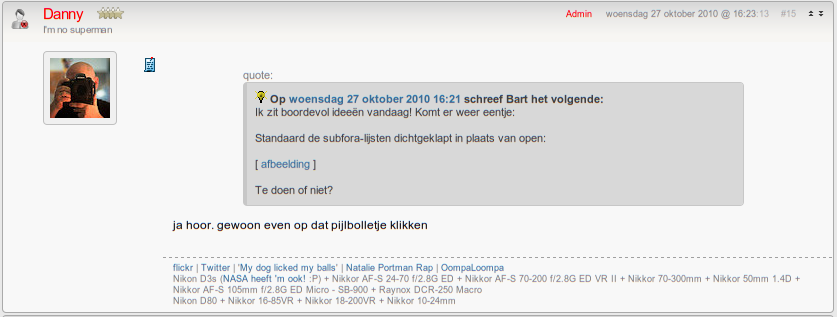 Danny
Admin woensdag 27 oktober 2010 @ 16:23:13 #15
I'm no superman
quote:
Op woensdag 27 oktober 2010 16:21 schreef Bart het volgende:
Ik zit boordevol ideeën vandaag! Komt er weer eentje:
Standaard de subfora-lijsten dichtgeklapt in plaats van open:
[ afbeelding ]
Te doen of niet?
ja hoor. gewoon even op dat pijlbolletje klikken
flickr | Twitter | 'My dog licked my balls' | Natalie Portman Rap | OompaLoompa
Nikon D3s (NASA heeft 'm ook! :P) + Nikkor AF-S 24-70 f/2.8G ED + Nikkor AF-S 70-200 f/2.8G ED VR II + Nikkor 70-300mm + Nikkor 50mm 1.4D +
Nikkor AF-S 105mm f/2.8G ED Micro - SB-900 + Raynox DCR-250 Macro
Nikon D80 + Nikkor 16-85VR + Nikkor 18-200VR + Nikkor 10-24mm